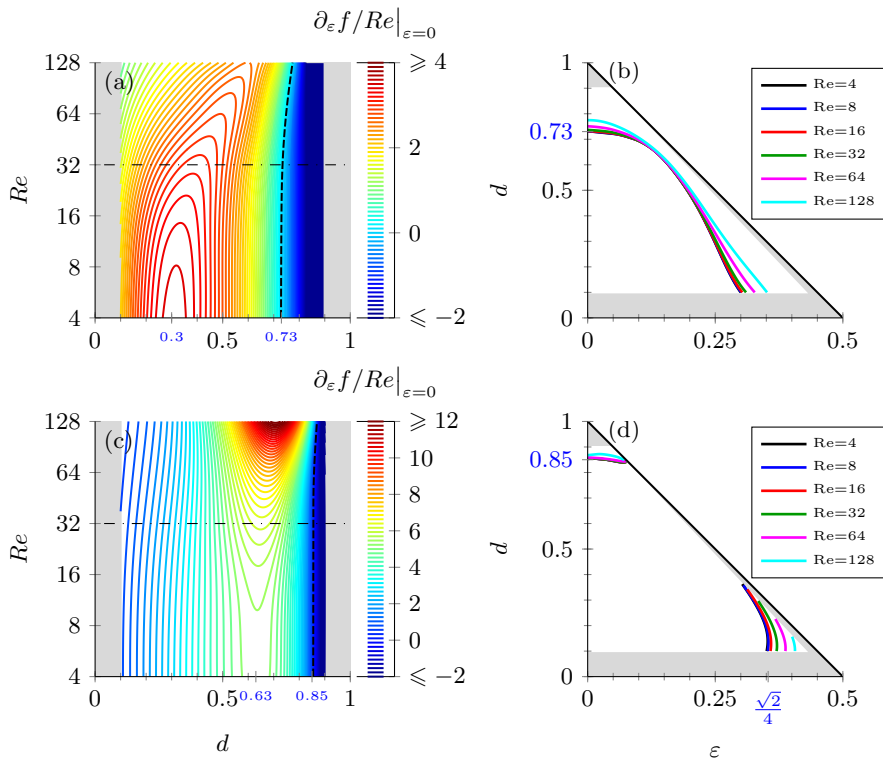 ∂_ε f/Re|_{ε=0}
(a)
Re
128
64
32
16
8
4
0
0.3
0.5
0.73
1
⩾ 4
2
0
⩽ −2
(b)
d
1
0.73
0.5
0
0
0.25
0.5
Re=4
Re=8
Re=16
Re=32
Re=64
Re=128
∂_ε f/Re|_{ε=0}
(c)
Re
128
64
32
16
8
4
0
0.5
0.63
0.85
1
d
⩾ 12
10
8
6
4
2
0
⩽ −2
(d)
d
1
0.85
0.5
0
0
0.25
√2/4
0.5
ε
Re=4
Re=8
Re=16
Re=32
Re=64
Re=128